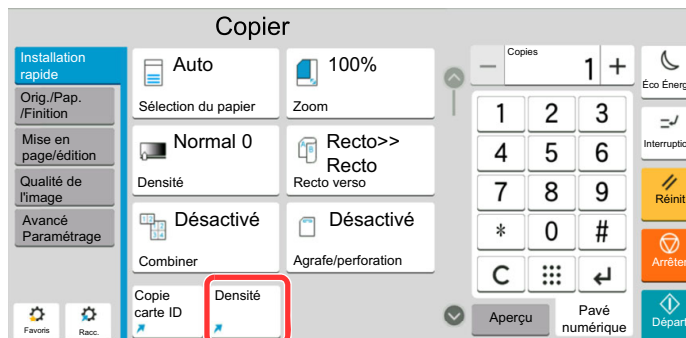 Copier
Installation
rapide
Orig./Pap.
/Finition
Mise en
page/édition
Qualité de
l'image
Avancé
Paramétrage
Favoris
Racc.
Auto
Sélection du papier
100%
Zoom
Normal 0
Densité
Recto>>
Recto
Recto verso
Désactivé
Combiner
Désactivé
Agrafe/perforation
Copie
carte ID
Densité
Copies
− 1 +
1 2 3
4 5 6
7 8 9
* 0 #
C
Aperçu
Pavé
numérique
Éco Énerg
Interruptio
Réinit
Arrêter
Départ